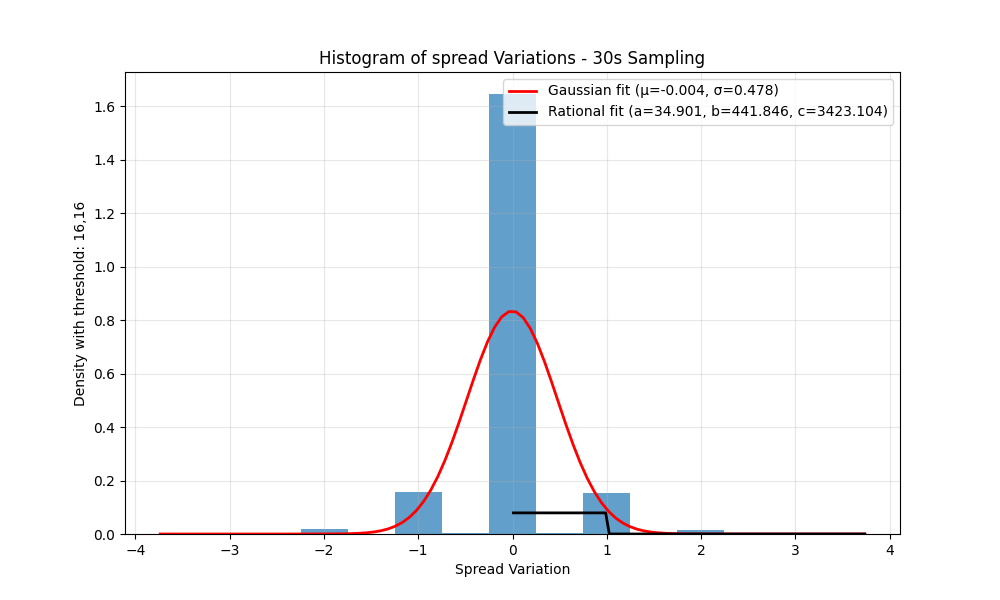 Histogram of spread Variations - 30s Sampling
Gaussian fit (μ=-0.004, σ=0.478)
Rational fit (a=34.901, b=441.846, c=3423.104)
Density with threshold: 16,16
1.6
1.4
1.2
1.0
0.8
0.6
0.4
0.2
0.0
−4 −3 −2 −1 0 1 2 3 4
Spread Variation